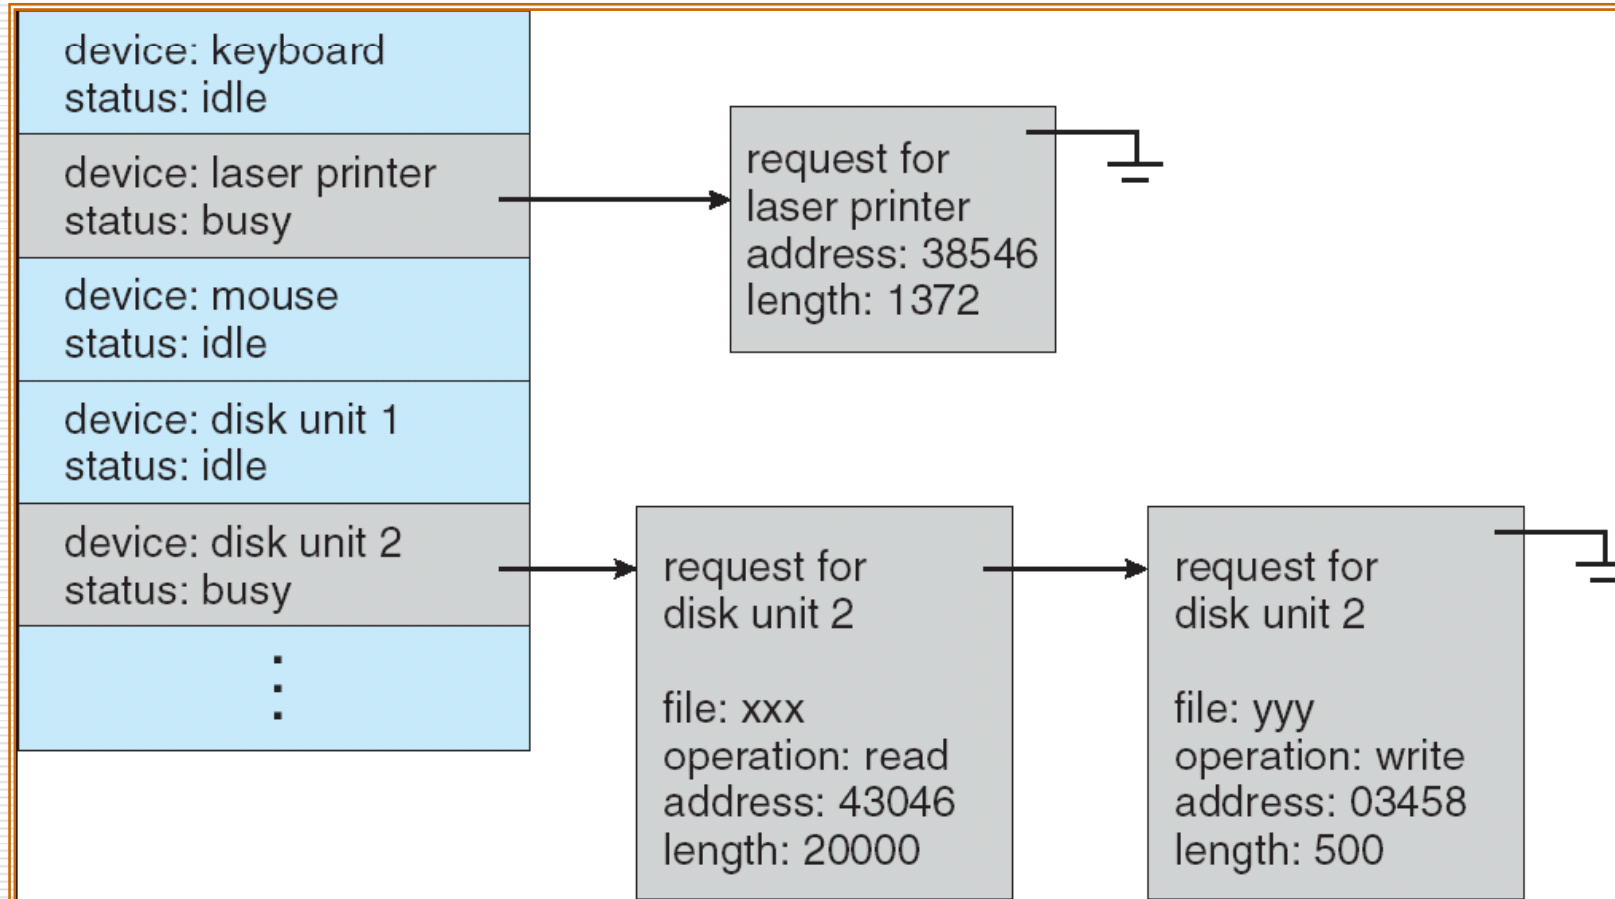 device: keyboard
status: idle
device: laser printer
status: busy
device: mouse
status: idle
device: disk unit 1
status: idle
device: disk unit 2
status: busy
request for
laser printer
address: 38546
length: 1372
request for
disk unit 2
file: xxx
operation: read
address: 43046
length: 20000
request for
disk unit 2
file: yyy
operation: write
address: 03458
length: 500